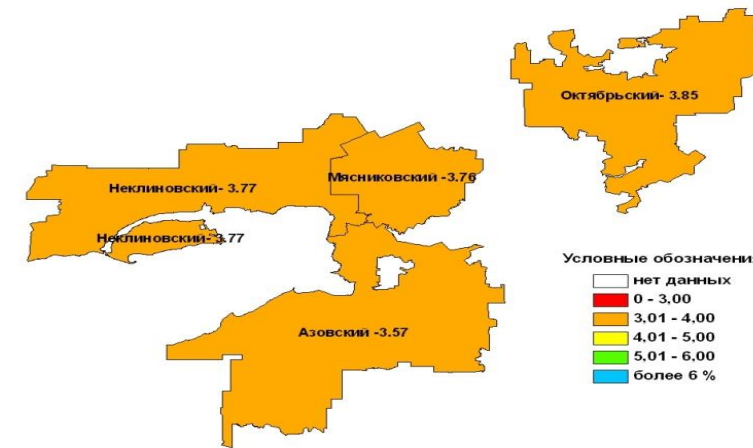 Октябрьский- 3.85
Неклиновский- 3.77
Мясниковский -3.76
Неклиновский- 3.77
Азовский -3.57
Условные обозначения
нет данных
0 - 3,00
3,01 - 4,00
4,01 - 5,00
5,01 - 6,00
более 6 %